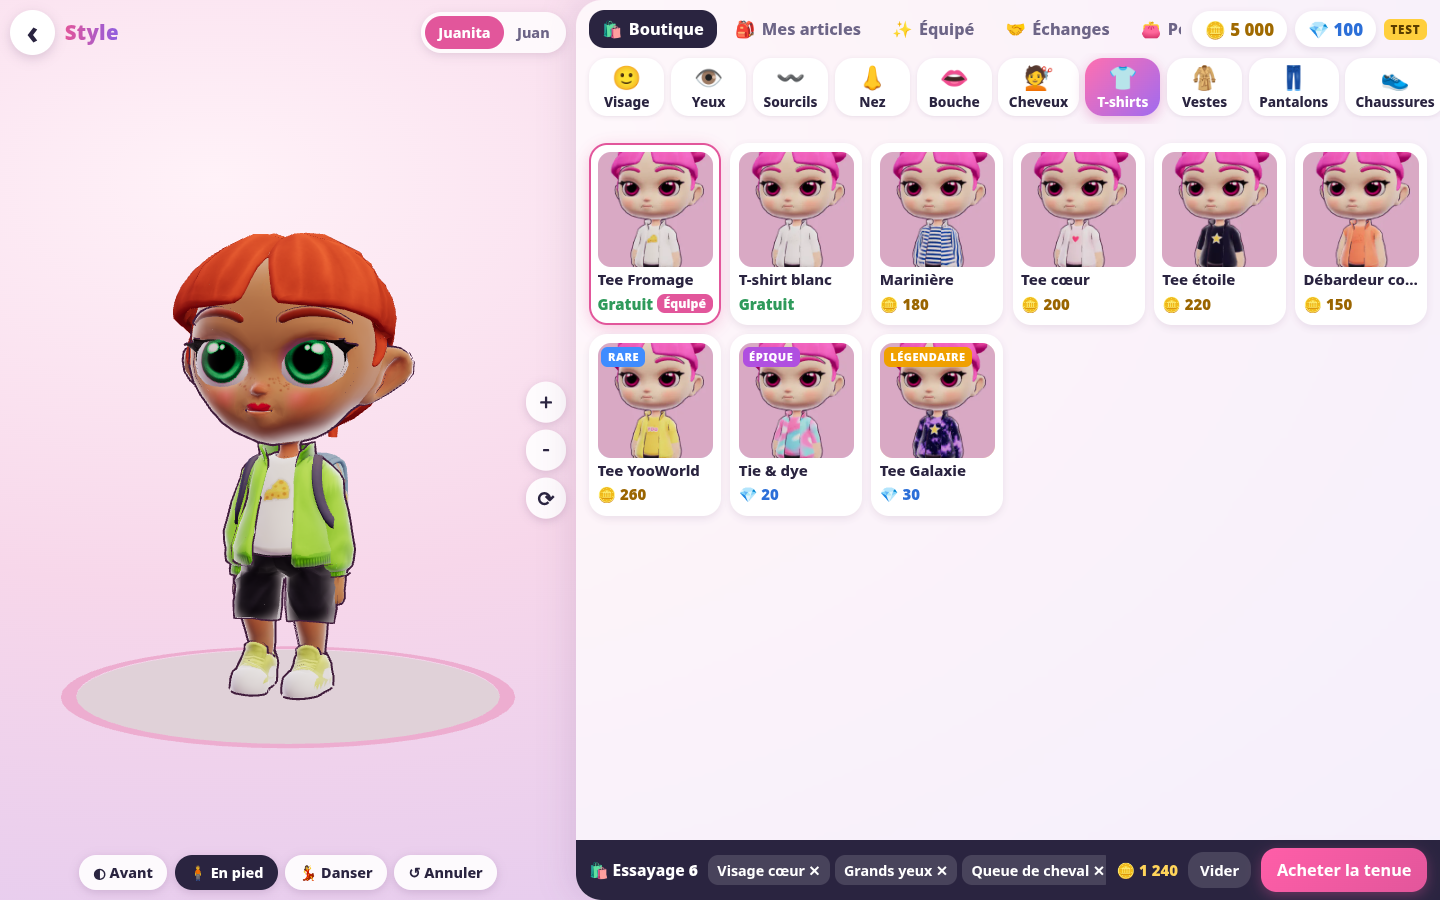 Style
Juanita Juan
Boutique Mes articles Équipé Échanges
5 000 100 TEST
Visage Yeux Sourcils Nez Bouche Cheveux T-shirts Vestes Pantalons Chaussures
Tee Fromage T-shirt blanc Marinière Tee cœur Tee étoile Débardeur co...
Gratuit Équipé Gratuit 180 200 220 150
RARE ÉPIQUE LÉGENDAIRE
Tee YooWorld Tie & dye Tee Galaxie
260 20 30
+
-
Avant En pied Danser Annuler
Essayage 6 Visage cœur ✕ Grands yeux ✕ Queue de cheval ✕ 1 240 Vider Acheter la tenue